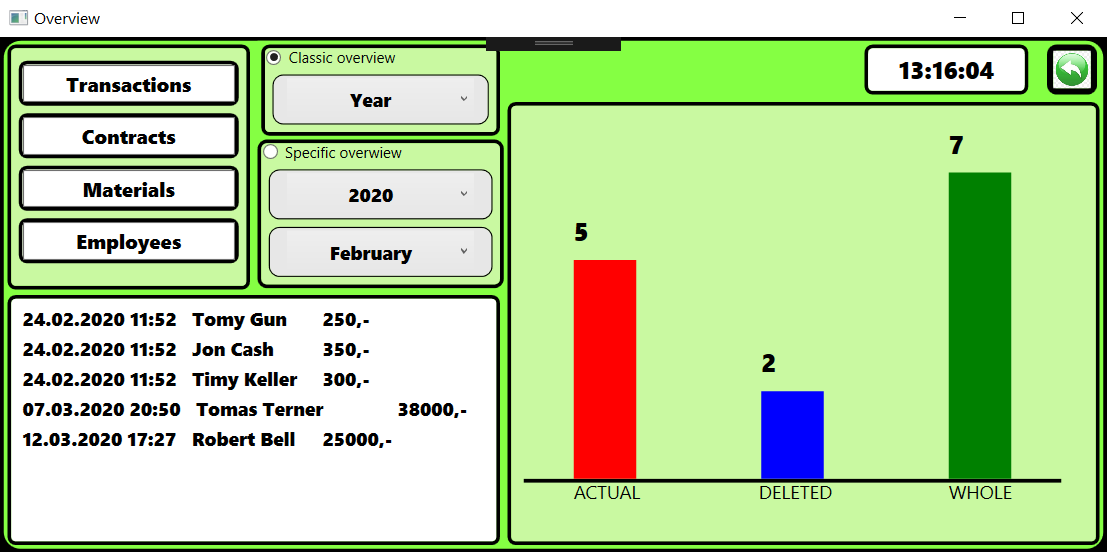 Overview
Transactions
Contracts
Materials
Employees
Classic overview
Year
Specific overwiew
2020
February
13:16:04
24.02.2020 11:52 Tomy Gun 250,-
24.02.2020 11:52 Jon Cash 350,-
24.02.2020 11:52 Timy Keller 300,-
07.03.2020 20:50 Tomas Terner 38000,-
12.03.2020 17:27 Robert Bell 25000,-
7
5
2
ACTUAL DELETED WHOLE